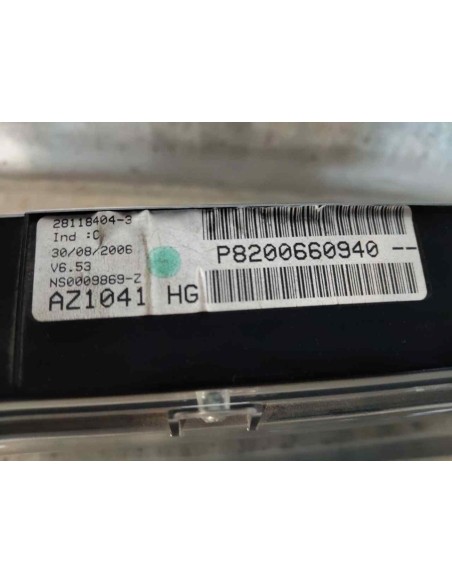 28118404-3
Ind :C
30/08/2006
V6.53
NS0009869-Z
AZ1041 HG
P8200660940 --